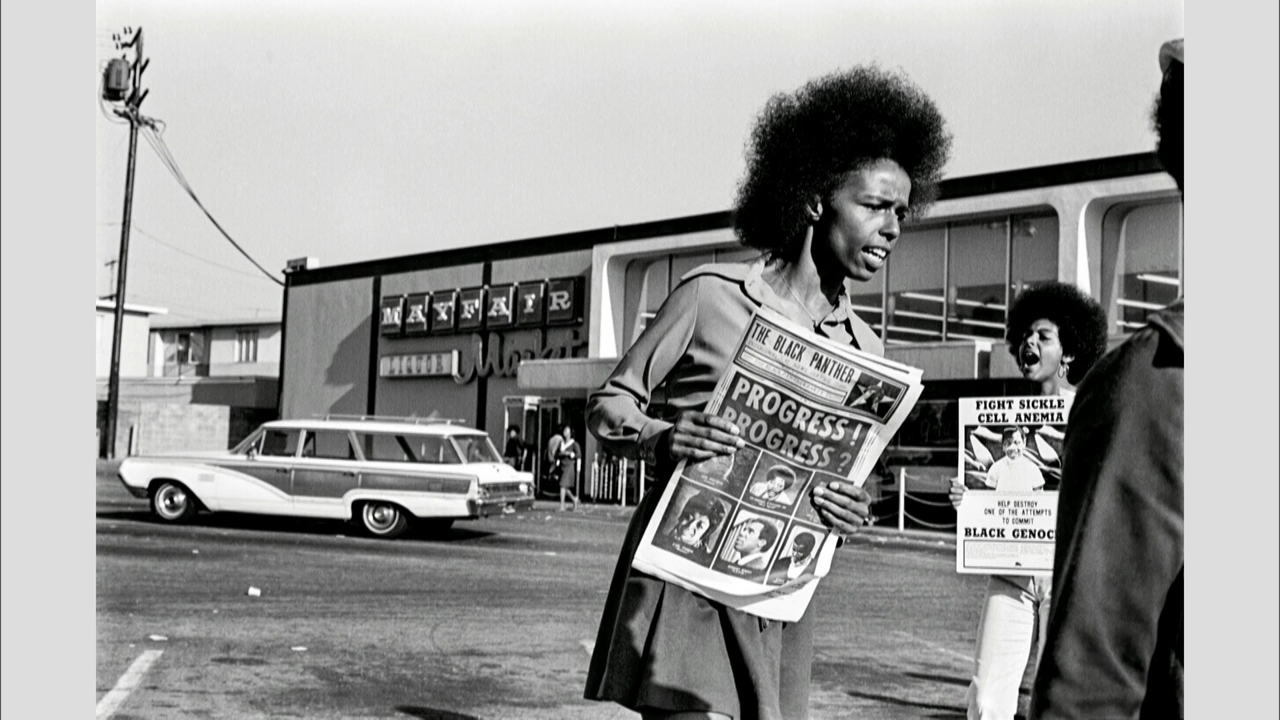 MAYFAIR
LIQUOR
Market
THE BLACK PANTHER
PROGRESS!
PROGRESS?
FIGHT SICKLE
CELL ANEMIA
HELP DESTROY
ONE OF THE ATTEMPTS
TO COMMIT
BLACK GENOC